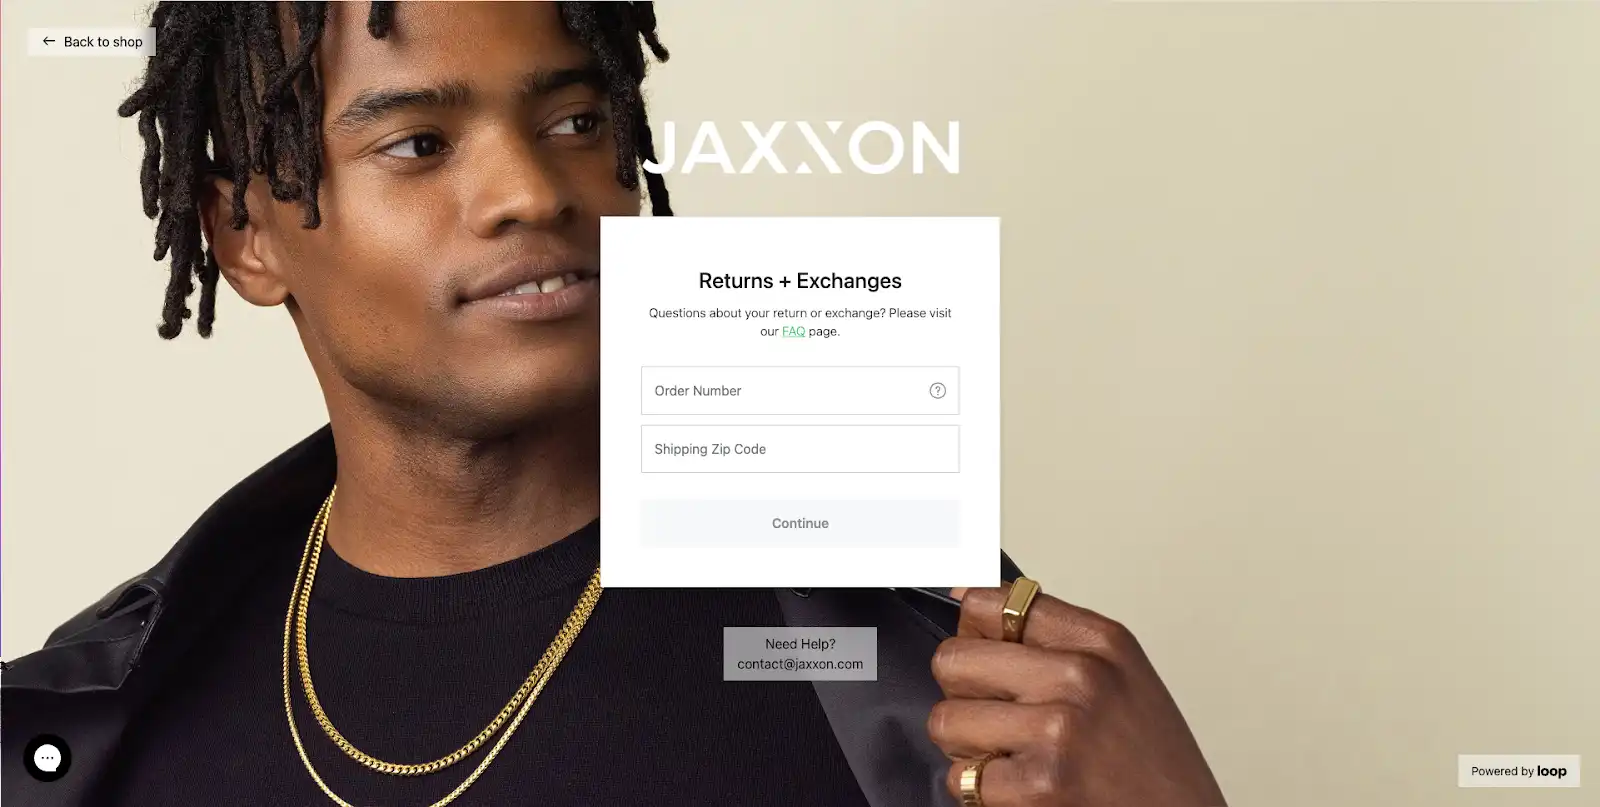 Back to shop
JAXXON
Returns + Exchanges
Questions about your return or exchange? Please visit
our FAQ page.
Order Number
?
Shipping Zip Code
Continue
Need Help?
contact@jaxxon.com
Powered by loop